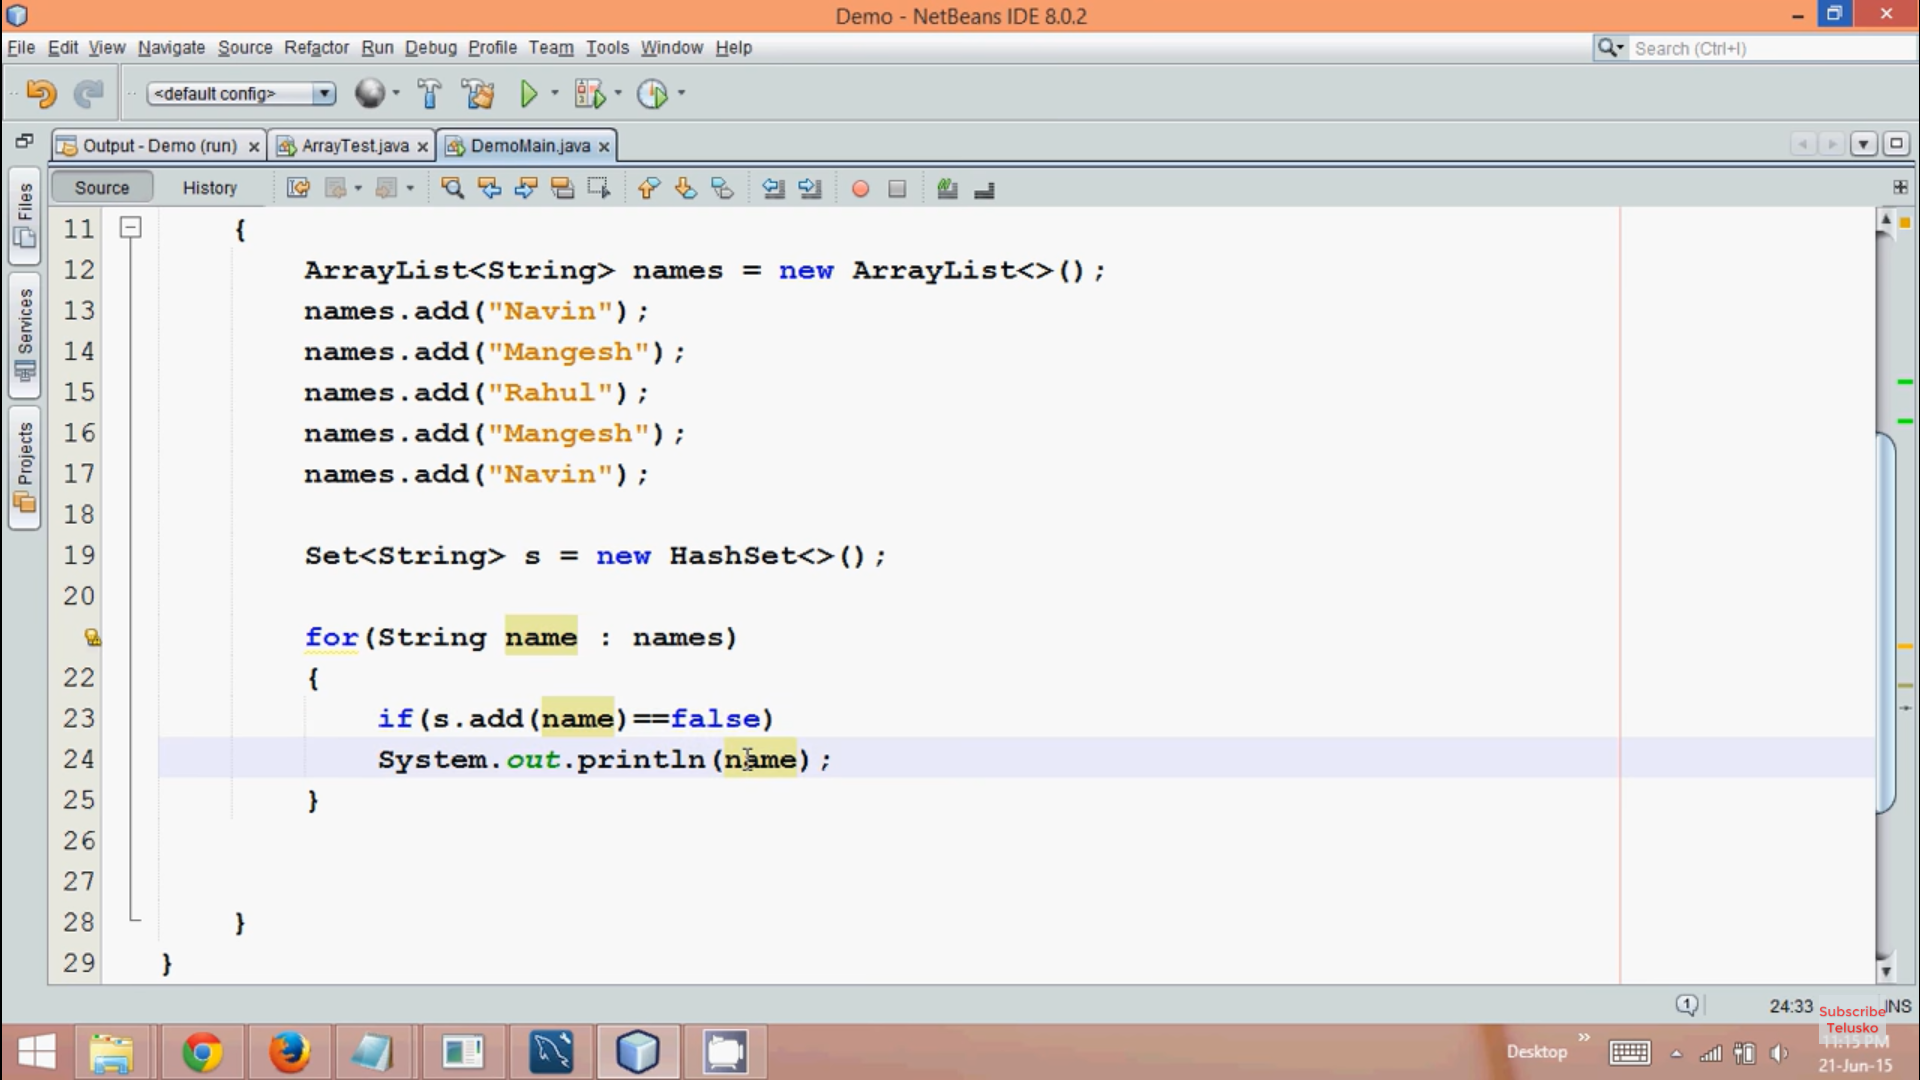 Demo - NetBeans IDE 8.0.2
File Edit View Navigate Source Refactor Run Debug Profile Team Tools Window Help
Search (Ctrl+I)
<default config>
Output - Demo (run) ArrayTest.java DemoMain.java
Source History
Files
Services
Projects
11 {
12 ArrayList<String> names = new ArrayList<>();
13 names.add("Navin");
14 names.add("Mangesh");
15 names.add("Rahul");
16 names.add("Mangesh");
17 names.add("Navin");
18
19 Set<String> s = new HashSet<>();
20
for(String name : names)
22 {
23 if(s.add(name)==false)
24 System.out.println(name);
25 }
26
27
28 }
29 }
1 24:33 INS
Subscribe
Telusko
Desktop
11:15 PM
21-Jun-15